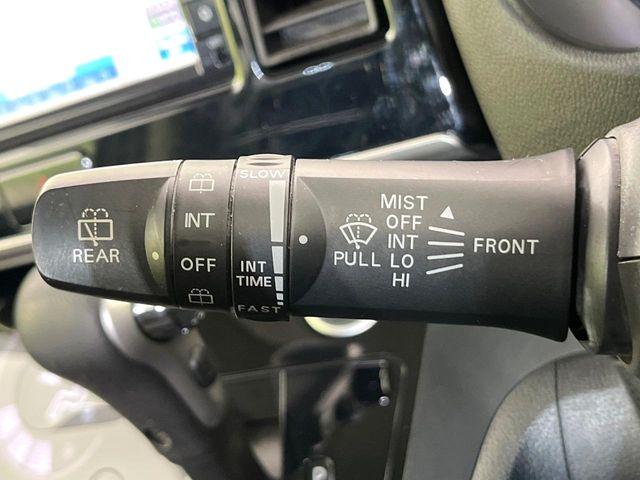 REAR
INT
OFF
SLOW
INT
TIME
FAST
PULL
MIST
OFF
INT
LO
HI
FRONT